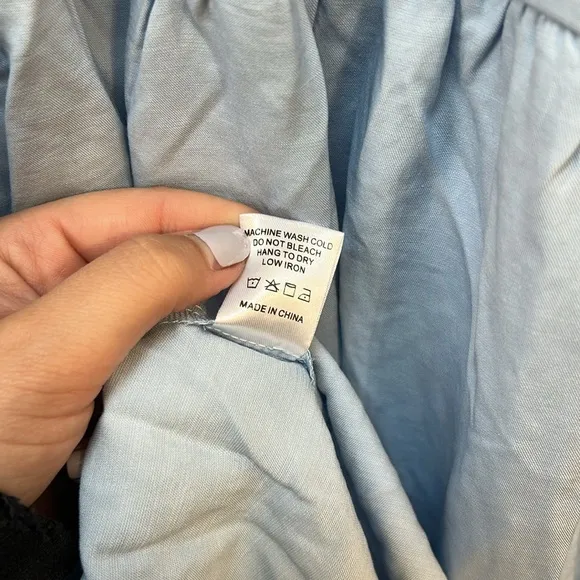 MACHINE WASH COLD
DO NOT BLEACH
HANG TO DRY
LOW IRON
MADE IN CHINA